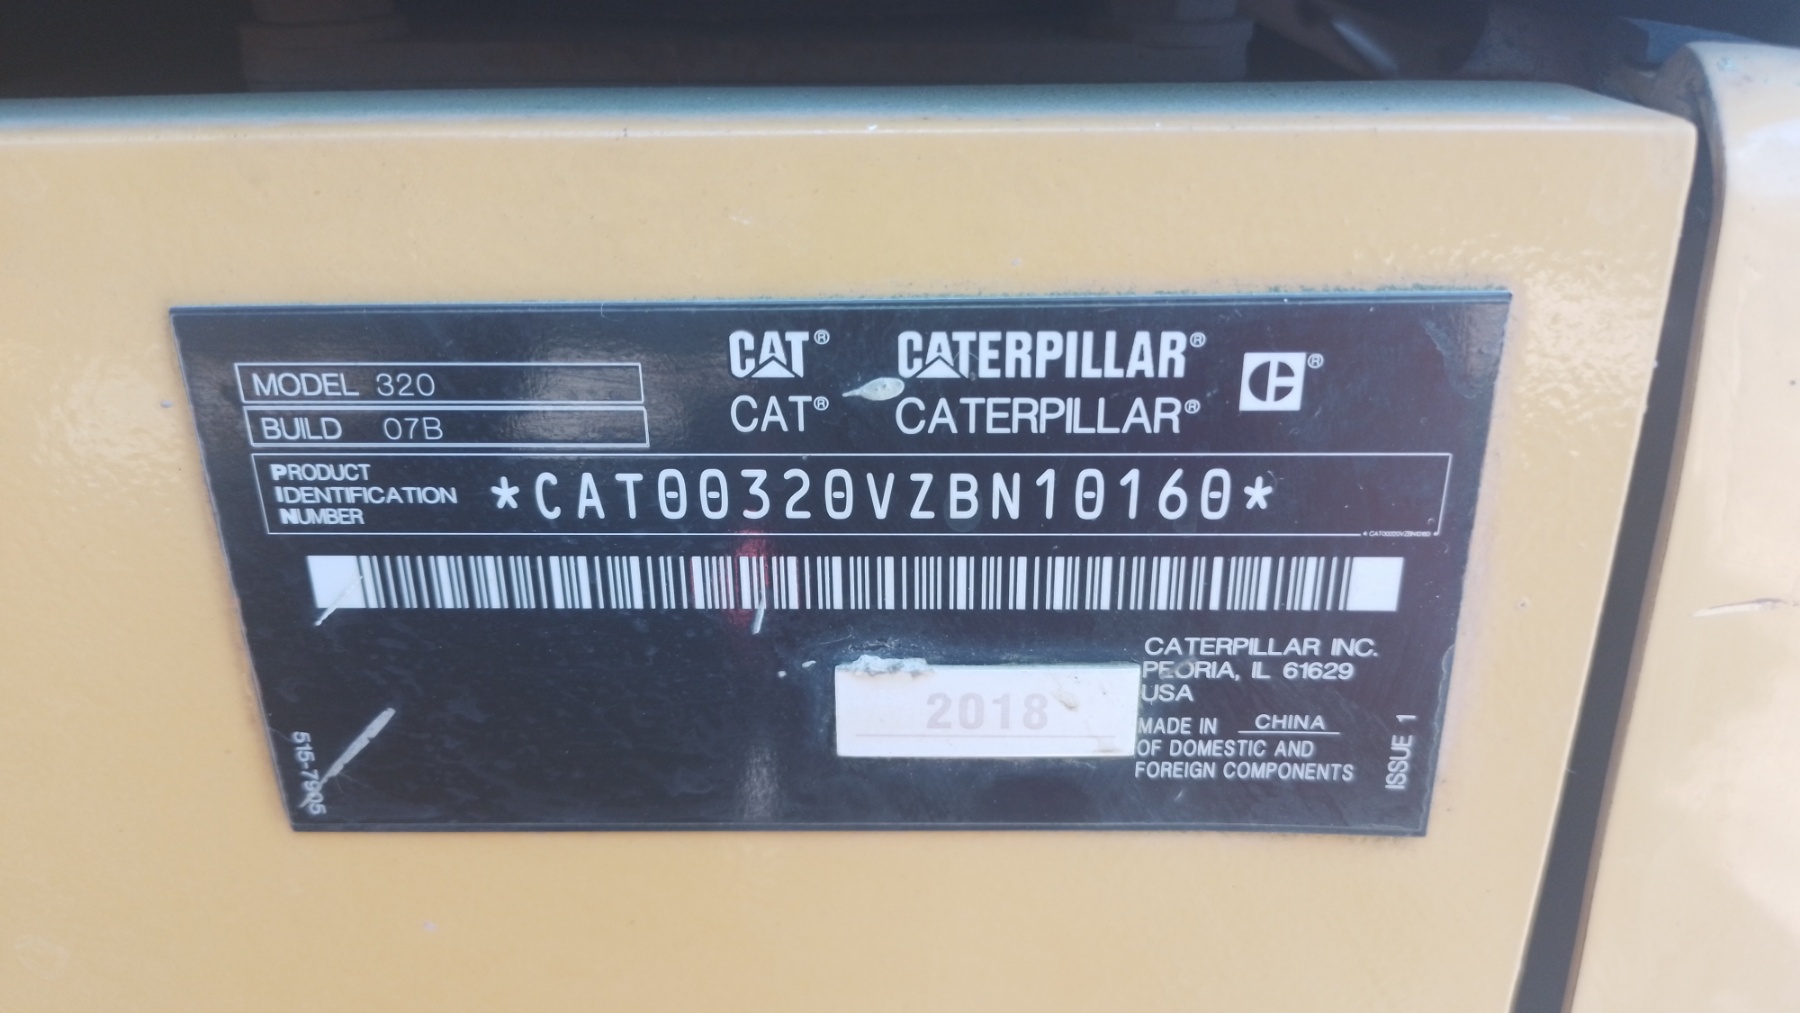 MODEL 320
BUILD 07B
CAT® CATERPILLAR®
CAT® CATERPILLAR®
®
PRODUCT
IDENTIFICATION
NUMBER
*CAT00320VZBN10160*
2018
CATERPILLAR INC.
PEORIA, IL 61629
USA
MADE IN CHINA
OF DOMESTIC AND
FOREIGN COMPONENTS
ISSUE 1
515-7905